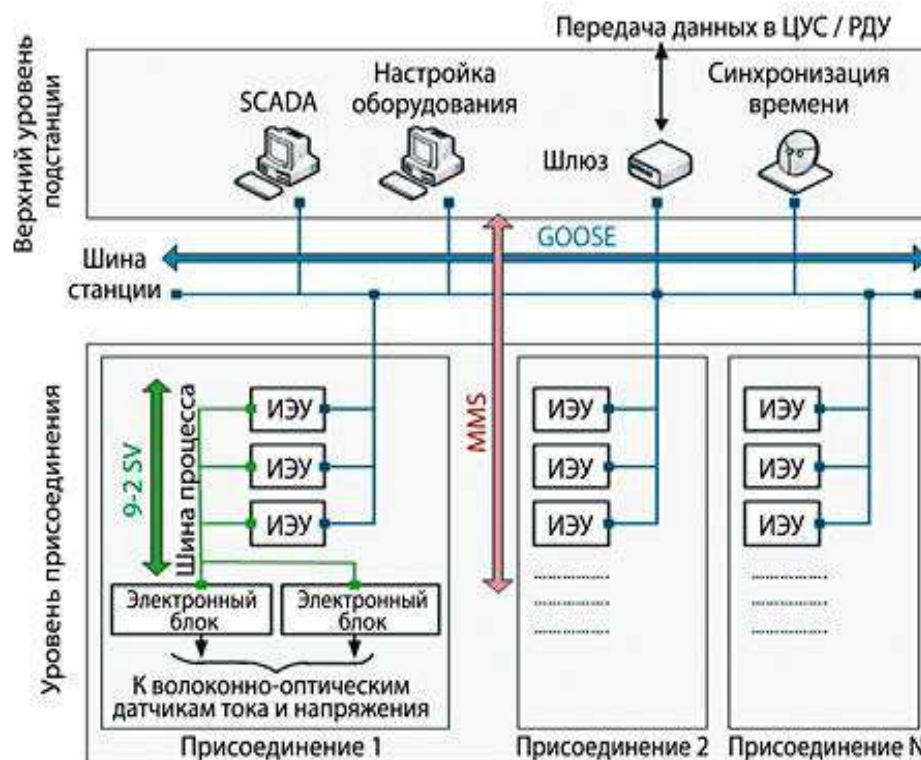 Передача данных в ЦУС / РДУ
Верхний уровень
подстанции
SCADA
Настройка
оборудования
Шлюз
Синхронизация
времени
GOOSE
Шина
станции
MMS
Уровень присоединения
9-2 SV
Шина процесса
ИЭУ
ИЭУ
ИЭУ
Электронный
блок
Электронный
блок
К волоконно-оптическим
датчикам тока и напряжения
Присоединение 1
ИЭУ
ИЭУ
ИЭУ
Присоединение 2
ИЭУ
ИЭУ
ИЭУ
Присоединение N